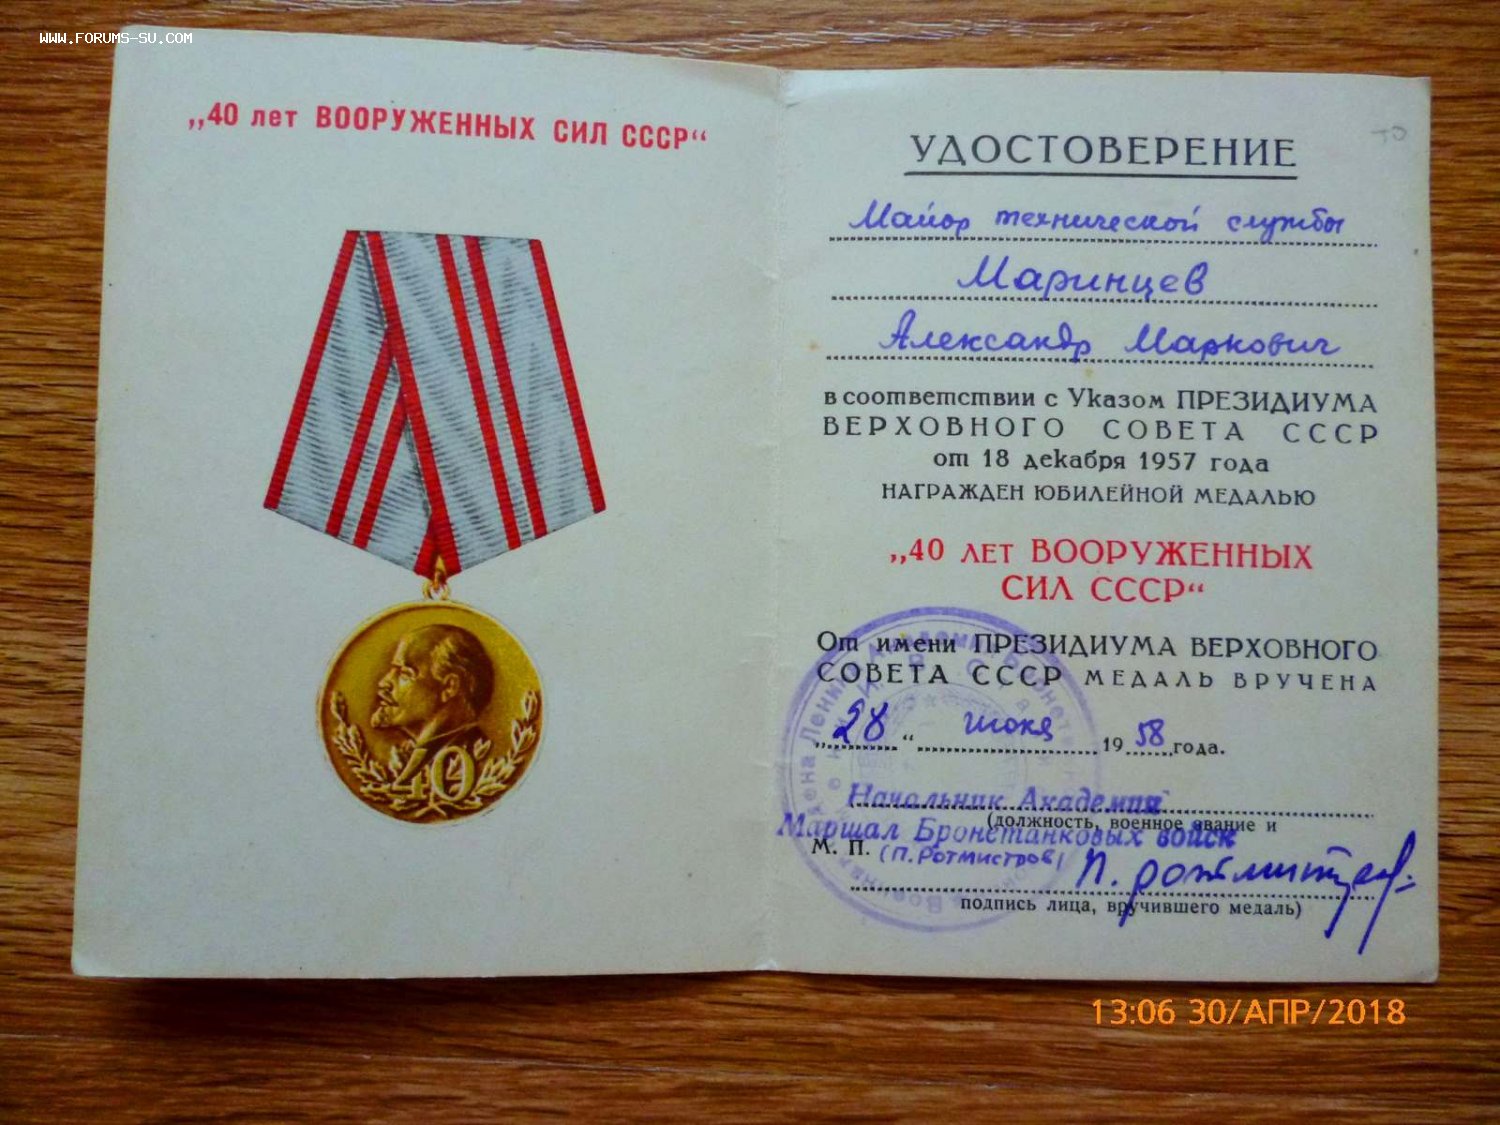 WWW.FORUMS-SU.COM
„40 лет ВООРУЖЕННЫХ СИЛ СССР“
40
УДОСТОВЕРЕНИЕ
Майор технической службы
Маринцев
Александр Маркович
в соответствии с Указом ПРЕЗИДИУМА
ВЕРХОВНОГО СОВЕТА СССР
от 18 декабря 1957 года
НАГРАЖДЕН ЮБИЛЕЙНОЙ МЕДАЛЬЮ
„40 ЛЕТ ВООРУЖЕННЫХ
СИЛ СССР“
От имени ПРЕЗИДИУМА ВЕРХОВНОГО
СОВЕТА СССР МЕДАЛЬ ВРУЧЕНА
„28“ июня 1958 года.
Начальник Академии
(должность, военное звание и
Маршал Бронетанковых войск
М. П. (П. Ротмистров) П. Ротмистров
подпись лица, вручившего медаль)
13:06 30/АПР/2018